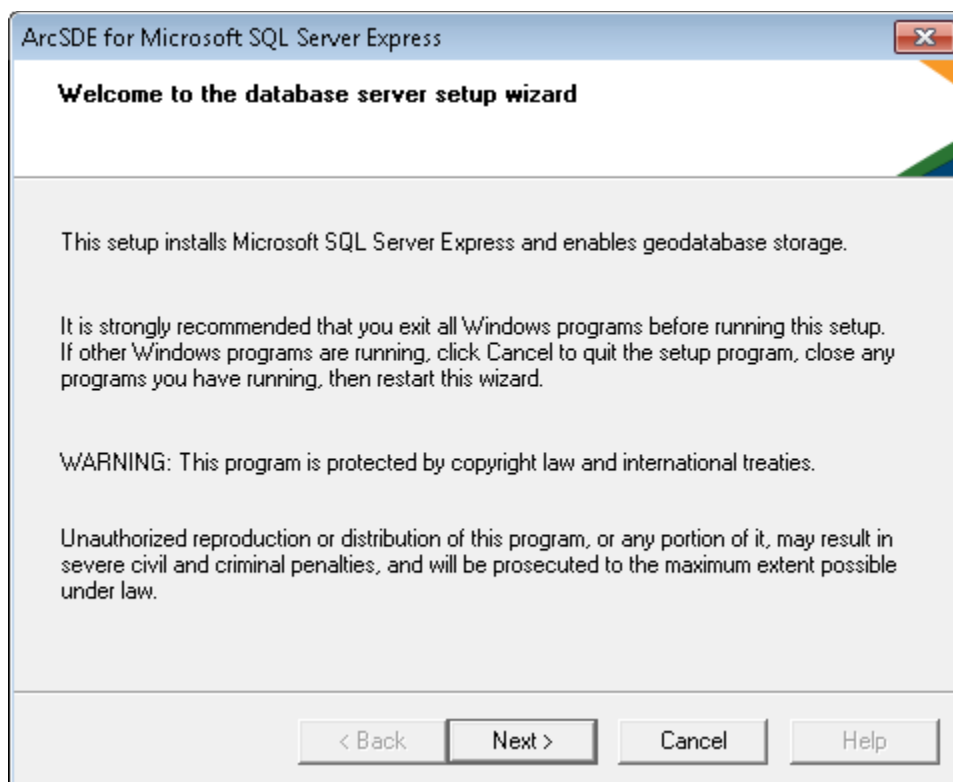 ArcSDE for Microsoft SQL Server Express
Welcome to the database server setup wizard
This setup installs Microsoft SQL Server Express and enables geodatabase storage.
It is strongly recommended that you exit all Windows programs before running this setup.
If other Windows programs are running, click Cancel to quit the setup program, close any
programs you have running, then restart this wizard.
WARNING: This program is protected by copyright law and international treaties.
Unauthorized reproduction or distribution of this program, or any portion of it, may result in
severe civil and criminal penalties, and will be prosecuted to the maximum extent possible
under law.
< Back Next > Cancel Help